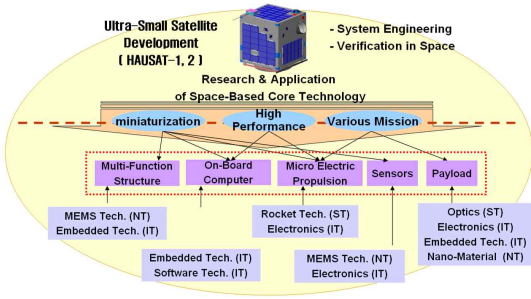 Ultra-Small Satellite
Development
( HAUSAT-1, 2 )
- System Engineering
- Verification in Space
Research & Application
of Space-Based Core Technology
miniaturization
High
Performance
Various Mission
Multi-Function
Structure
On-Board
Computer
Micro Electric
Propulsion
Sensors
Payload
MEMS Tech. (NT)
Embedded Tech. (IT)
Embedded Tech. (IT)
Software Tech. (IT)
Rocket Tech. (ST)
Electronics (IT)
MEMS Tech. (NT)
Electronics (IT)
Optics (ST)
Electronics (IT)
Embedded Tech. (IT)
Nano-Material (NT)